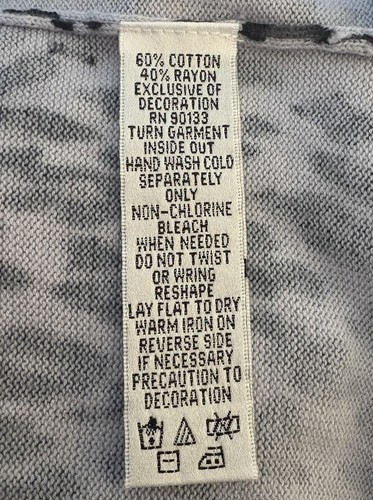 60% COTTON
40% RAYON
EXCLUSIVE OF
DECORATION
RN 90133
TURN GARMENT
INSIDE OUT
HAND WASH COLD
SEPARATELY
ONLY
NON-CHLORINE
BLEACH
WHEN NEEDED
DO NOT TWIST
OR WRING
RESHAPE
LAY FLAT TO DRY
WARM IRON ON
REVERSE SIDE
IF NECESSARY
PRECAUTION TO
DECORATION